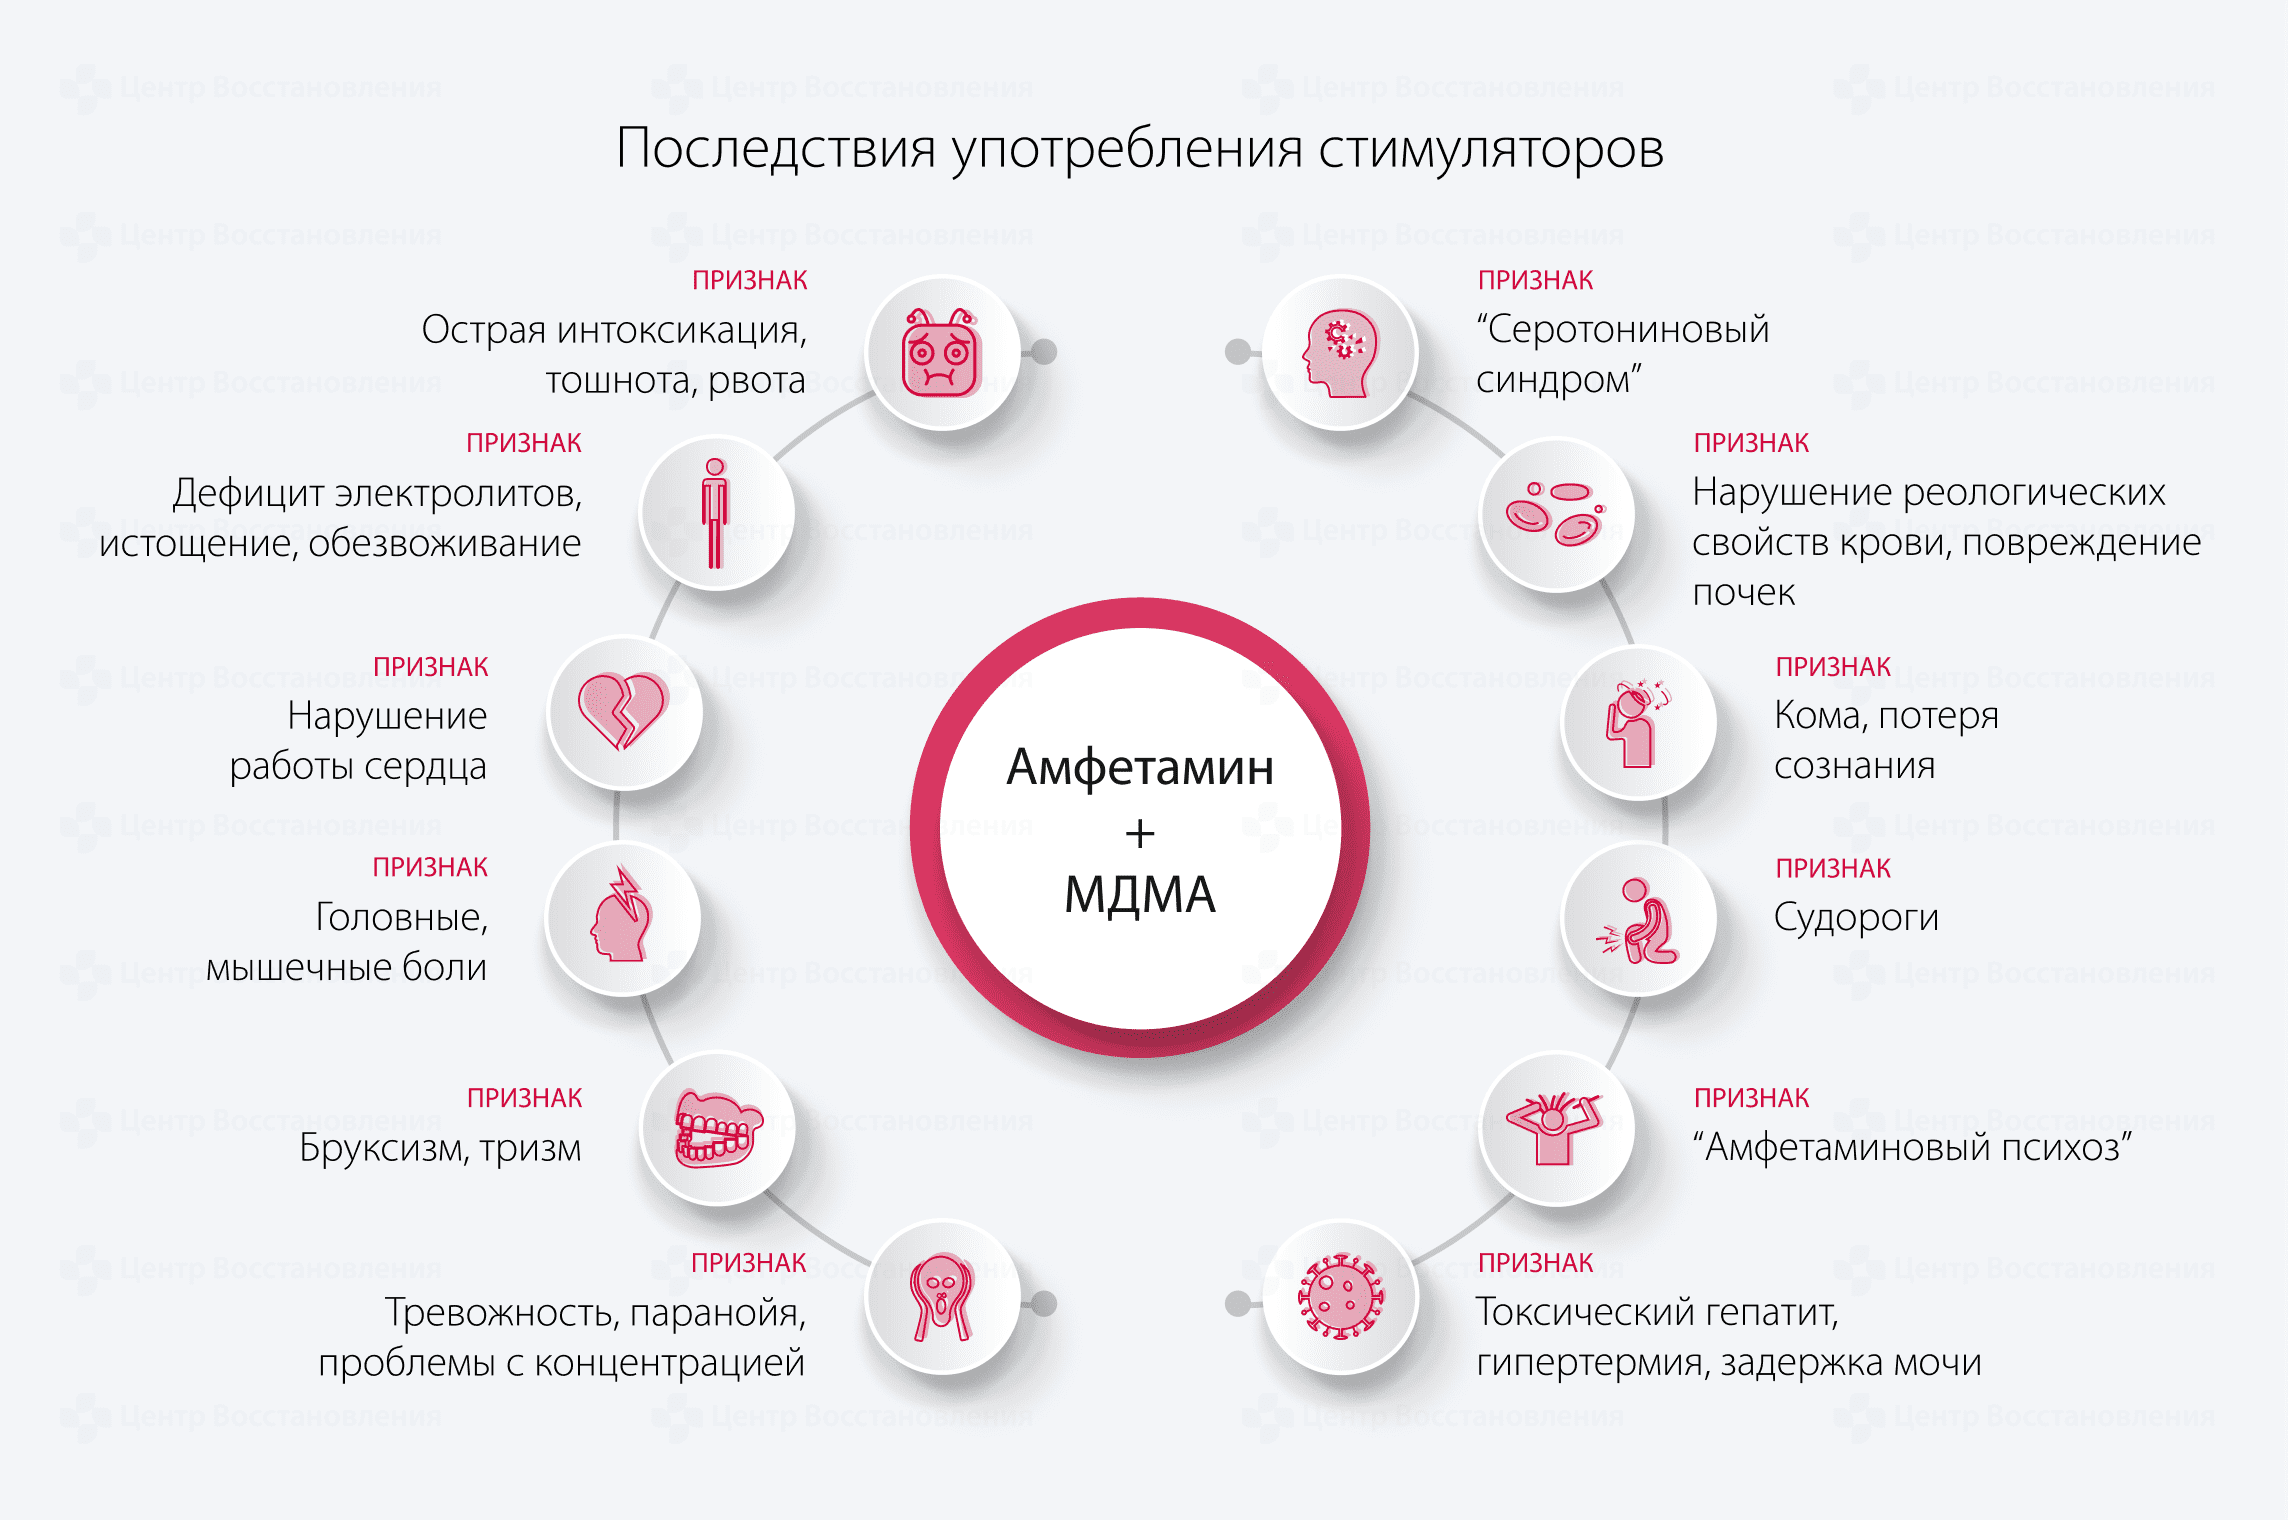 Последствия употребления стимуляторов
ПРИЗНАК
Острая интоксикация,
тошнота, рвота
ПРИЗНАК
Дефицит электролитов,
истощение, обезвоживание
ПРИЗНАК
Нарушение
работы сердца
ПРИЗНАК
Головные,
мышечные боли
ПРИЗНАК
Бруксизм, тризм
ПРИЗНАК
Тревожность, паранойя,
проблемы с концентрацией
Амфетамин
+
МДМА
ПРИЗНАК
“Серотониновый
синдром”
ПРИЗНАК
Нарушение реологических
свойств крови, повреждение
почек
ПРИЗНАК
Кома, потеря
сознания
ПРИЗНАК
Судороги
ПРИЗНАК
“Амфетаминовый психоз”
ПРИЗНАК
Токсический гепатит,
гипертермия, задержка мочи
Центр Восстановления